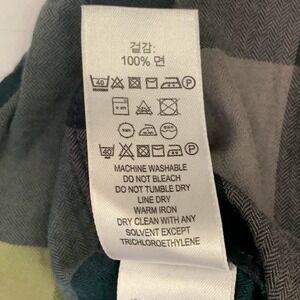 겉감:
100% 면
MACHINE WASHABLE
DO NOT BLEACH
DO NOT TUMBLE DRY
LINE DRY
WARM IRON
DRY CLEAN WITH ANY
SOLVENT EXCEPT
TRICHLOROETHYLENE